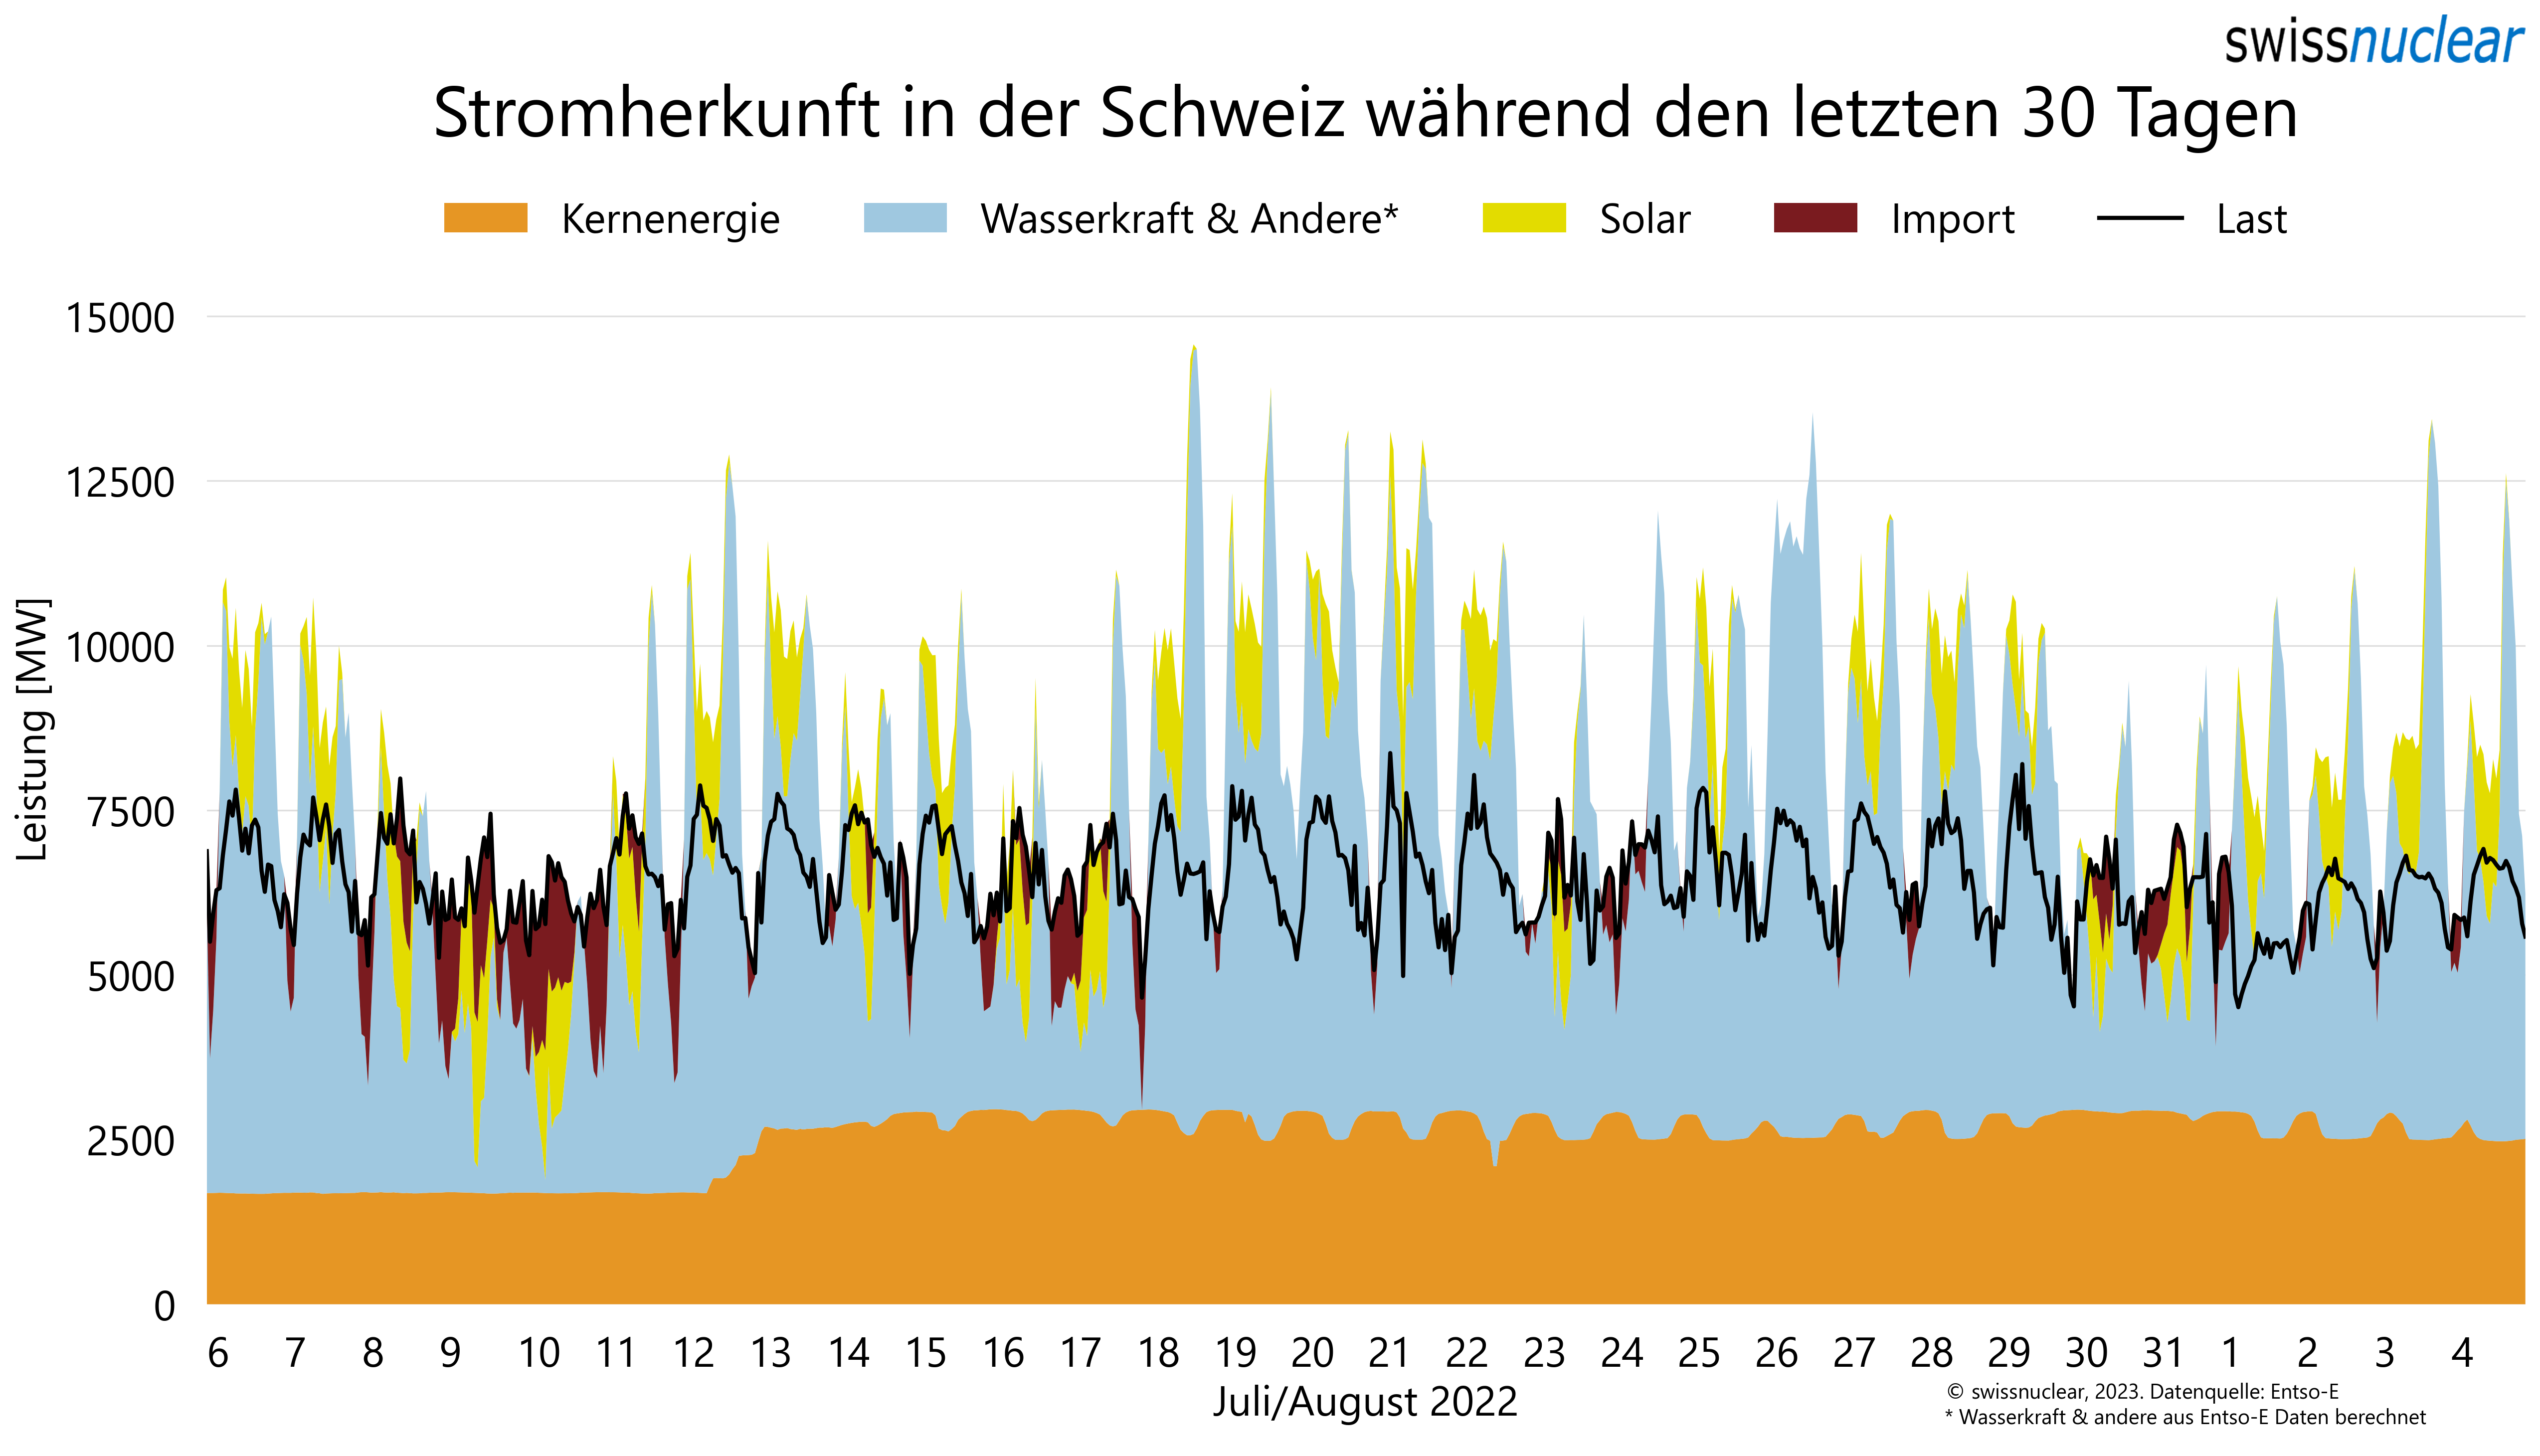 swissnuclear
Stromherkunft in der Schweiz während den letzten 30 Tagen
Kernenergie Wasserkraft & Andere* Solar Import Last
15000
12500
10000
7500
5000
2500
0
Leistung [MW]
6 7 8 9 10 11 12 13 14 15 16 17 18 19 20 21 22 23 24 25 26 27 28 29 30 31 1 2 3 4
Juli/August 2022
© swissnuclear, 2023. Datenquelle: Entso-E
* Wasserkraft & andere aus Entso-E Daten berechnet